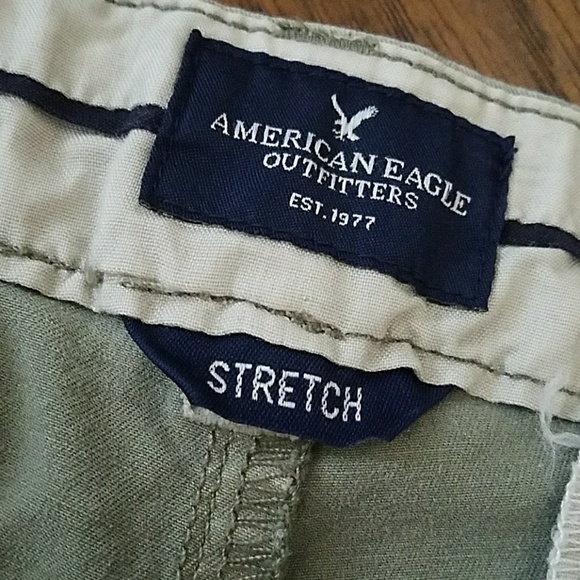 AMERICAN EAGLE
OUTFITTERS
EST. 1977
STRETCH